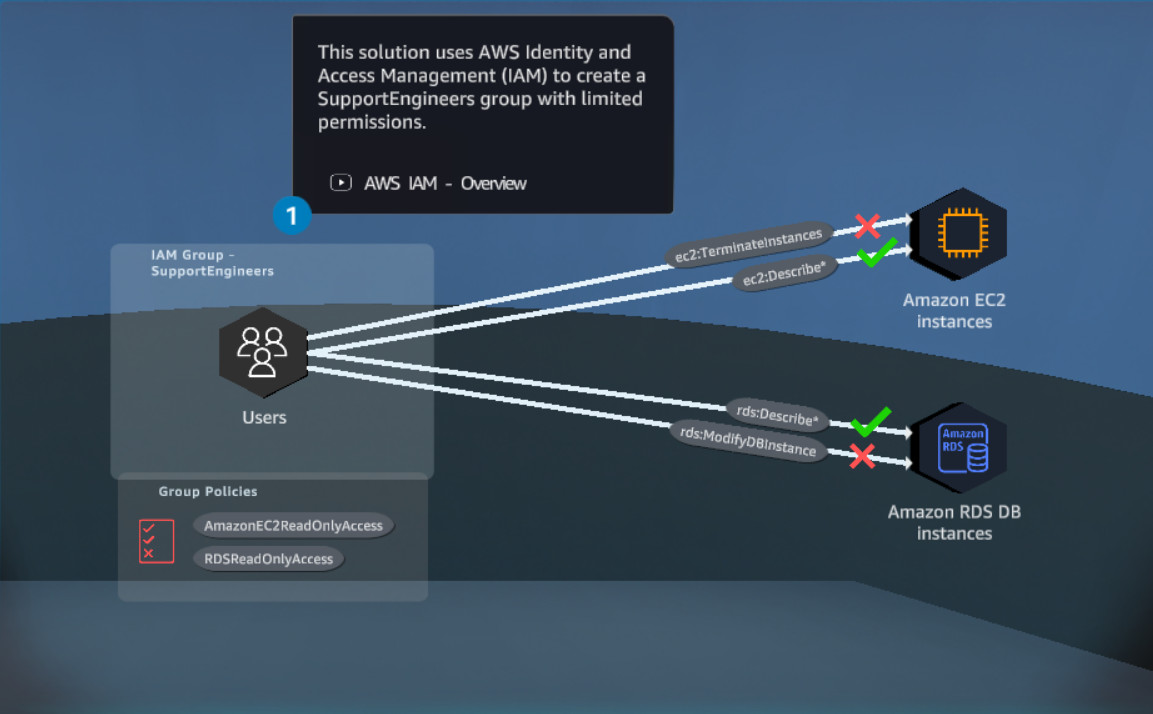 This solution uses AWS Identity and
Access Management (IAM) to create a
SupportEngineers group with limited
permissions.
AWS IAM - Overview
1
IAM Group -
SupportEngineers
Users
Group Policies
AmazonEC2ReadOnlyAccess
RDSReadOnlyAccess
ec2:TerminateInstances
ec2:Describe*
Amazon EC2
instances
rds:Describe*
rds:ModifyDBInstance
Amazon
RDS
Amazon RDS DB
instances